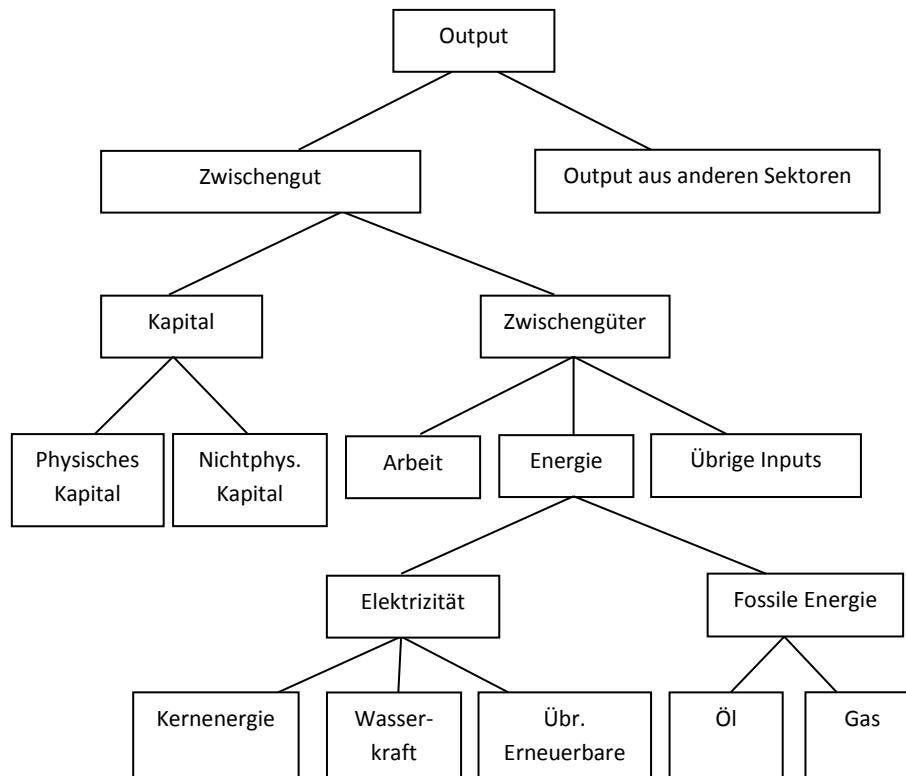 Output
Zwischengut
Output aus anderen Sektoren
Kapital
Zwischengüter
Physisches
Kapital
Nichtphys.
Kapital
Arbeit
Energie
Übrige Inputs
Elektrizität
Fossile Energie
Kernenergie
Wasser-
kraft
Übr.
Erneuerbare
Öl
Gas